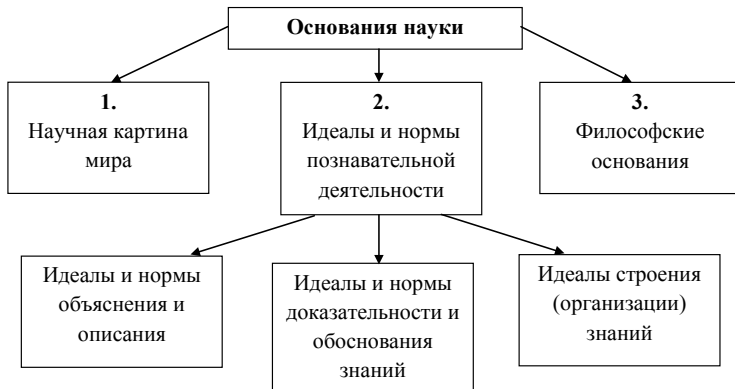 Основания науки
1.
Научная картина
мира
2.
Идеалы и нормы
познавательной
деятельности
3.
Философские
основания
Идеалы и нормы
объяснения и
описания
Идеалы и нормы
доказательности и
обоснования
знаний
Идеалы строения
(организации)
знаний